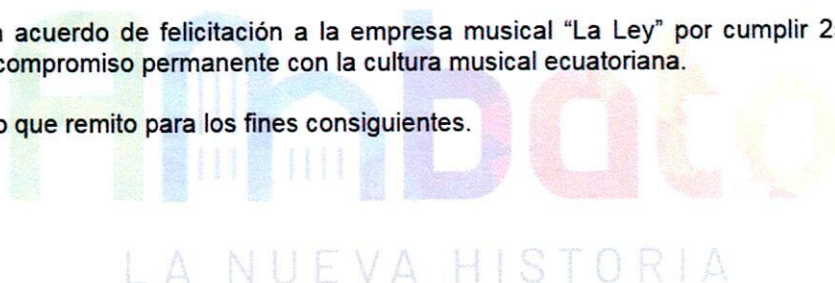 acuerdo de felicitación a la empresa musical “La Ley” por cumplir 2
compromiso permanente con la cultura musical ecuatoriana.
que remito para los fines consiguientes.
Ambato
LA NUEVA HISTORIA